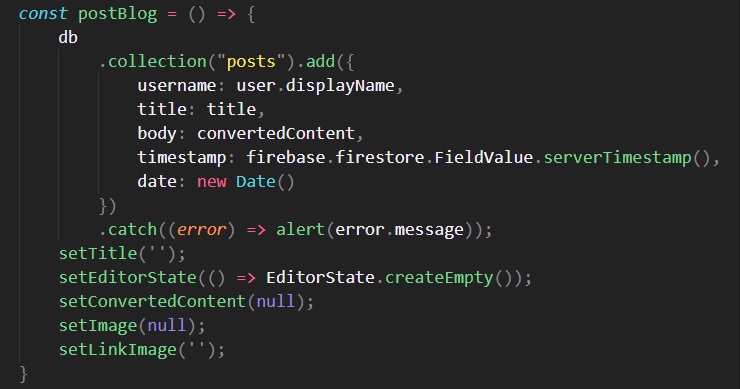 const postBlog = () => {
db
.collection("posts").add({
username: user.displayName,
title: title,
body: convertedContent,
timestamp: firebase.firestore.FieldValue.serverTimestamp(),
date: new Date()
})
.catch((error) => alert(error.message));
setTitle('');
setEditorState(() => EditorState.createEmpty());
setConvertedContent(null);
setImage(null);
setLinkImage('');
}